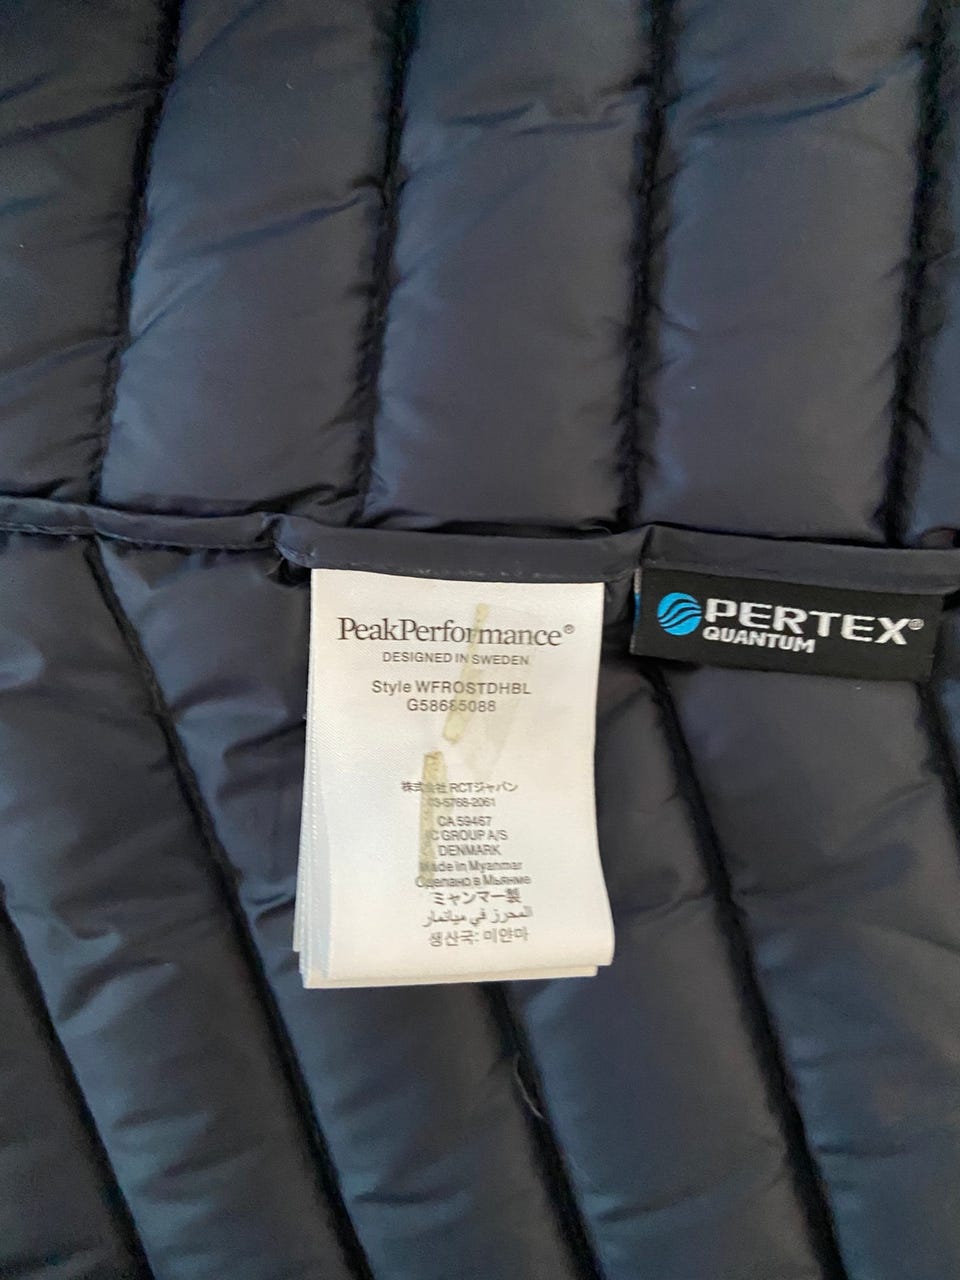 PeakPerformance®
DESIGNED IN SWEDEN
Style WFROSTDHBL
G58685088
株式会社 RCTジャパン
03-5768-2061
CA 59467
IC GROUP A/S
DENMARK
Made in Myanmar
Сделано в Мьянме
ミャンマー製
المحرز في ميانمار
생산국: 미얀마
PERTEX®
QUANTUM